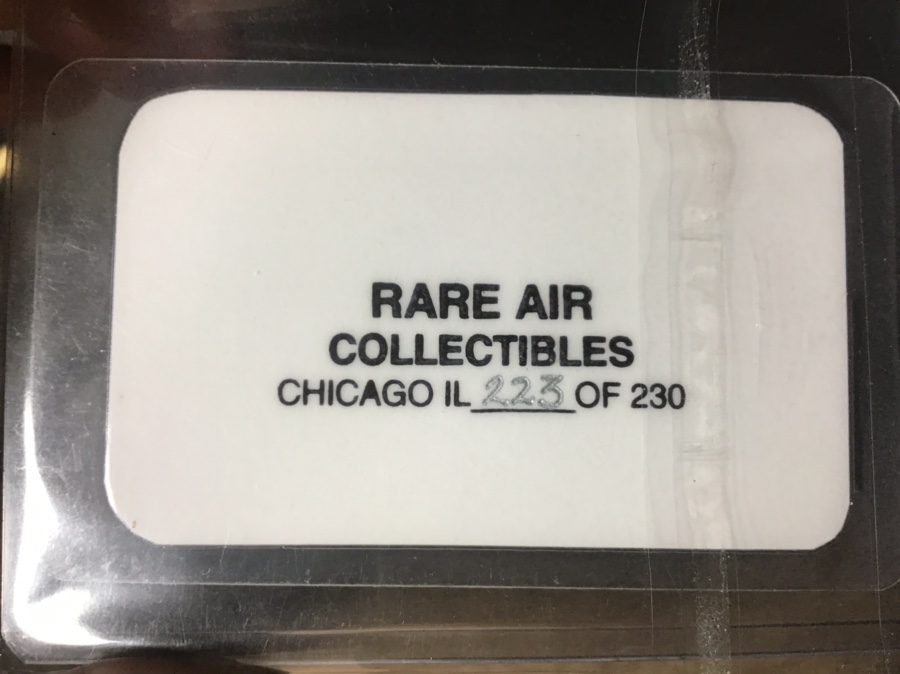 RARE AIR
COLLECTIBLES
CHICAGO IL 223 OF 230